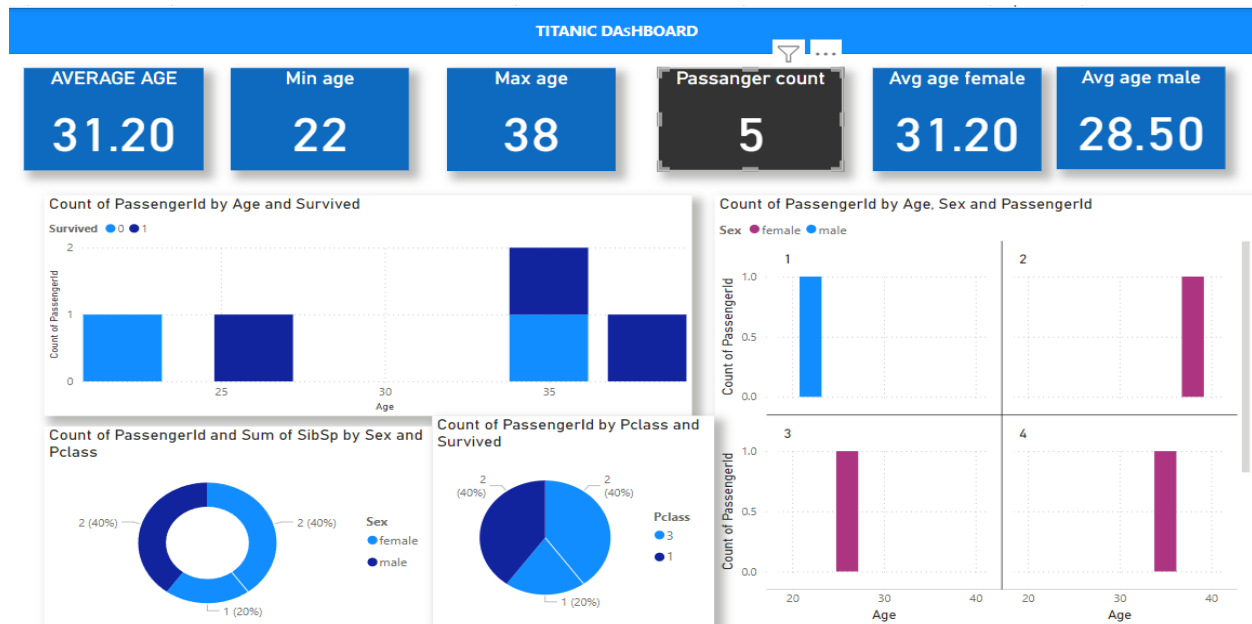 TITANIC DAsHBOARD
AVERAGE AGE
31.20
Min age
22
Max age
38
Passanger count
5
Avg age female
31.20
Avg age male
28.50
Count of PassengerId by Age and Survived
Survived 0 1
2
1
0
Count of PassengerId
25 30 35
Age
Count of PassengerId by Age, Sex and PassengerId
Sex female male
1
2
1.0
0.5
0.0
Count of PassengerId
3
4
1.0
0.5
0.0
Count of PassengerId
20 30 40
20 30 40
Age
Age
Count of PassengerId and Sum of SibSp by Sex and
Pclass
2 (40%)
2 (40%)
1 (20%)
Sex
female
male
Count of PassengerId by Pclass and
Survived
2
(40%)
2
(40%)
1 (20%)
Pclass
3
1